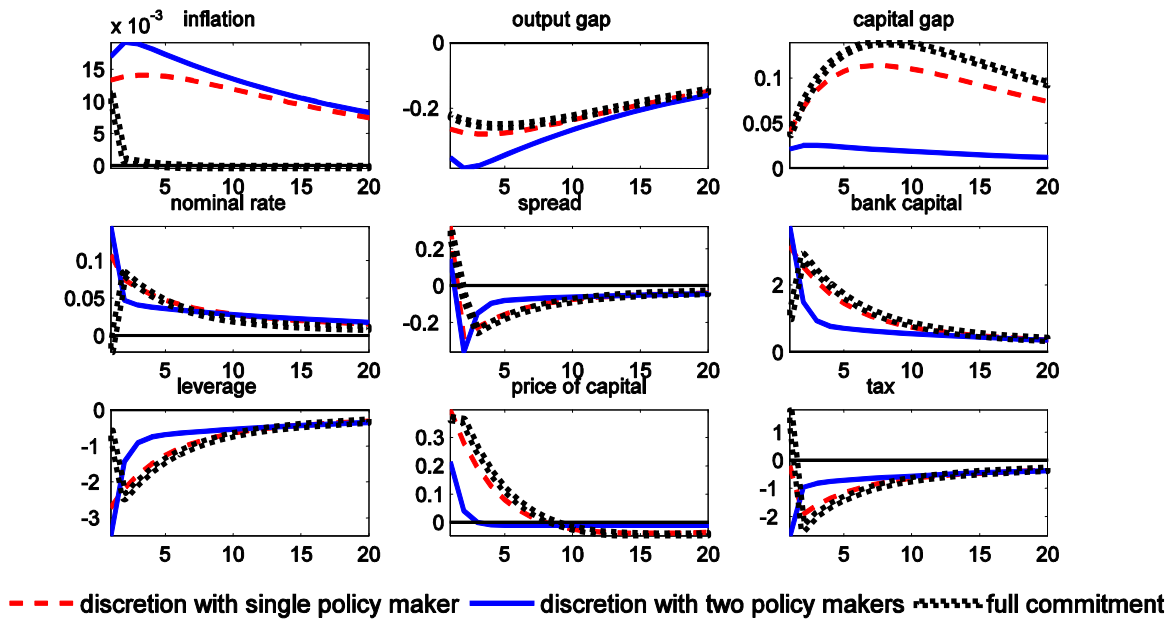 x 10⁻³ inflation output gap capital gap
15
10
5
0
5 10 15 20
0
-0.2
5 10 15 20
0.1
0.05
0
5 10 15 20
nominal rate spread bank capital
0.1
0.05
0
5 10 15 20
0.2
0
-0.2
5 10 15 20
2
0
5 10 15 20
leverage price of capital tax
0
-1
-2
-3
5 10 15 20
0.3
0.2
0.1
0
5 10 15 20
1
0
-1
-2
5 10 15 20
discretion with single policy maker discretion with two policy makers full commitment